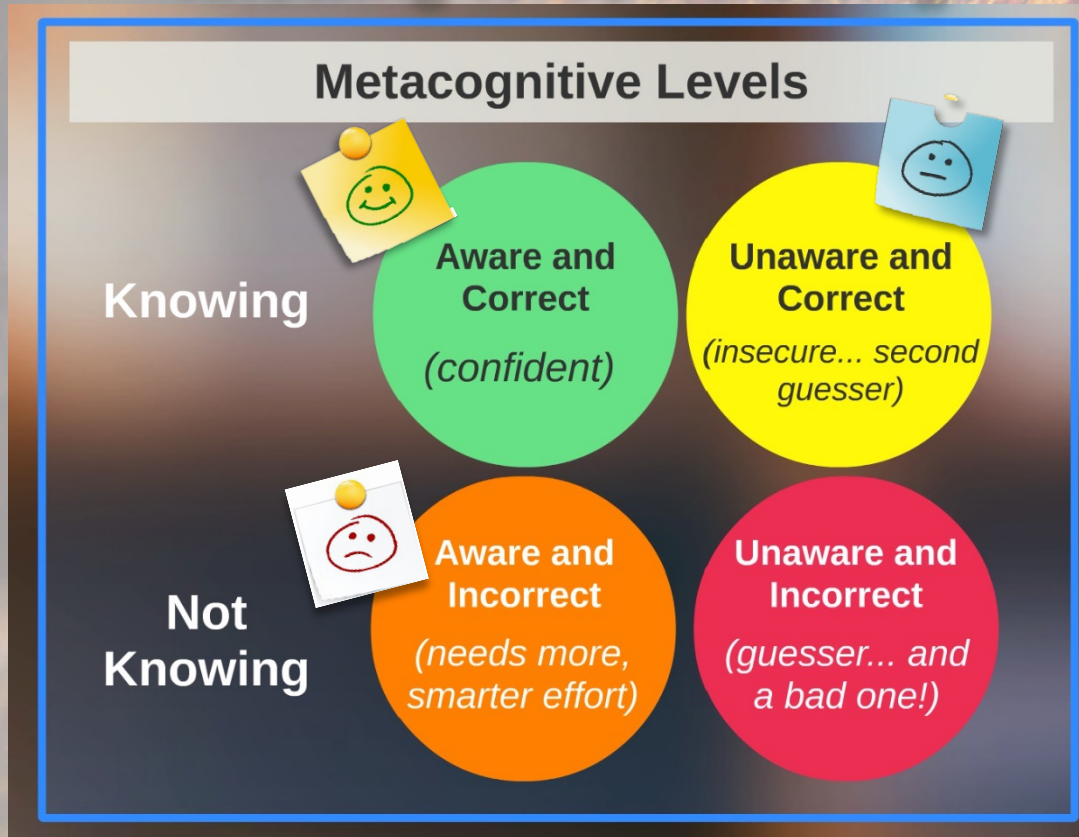 Metacognitive Levels
Knowing
Aware and
Correct
(confident)
Unaware and
Correct
(insecure... second
guesser)
Not
Knowing
Aware and
Incorrect
(needs more,
smarter effort)
Unaware and
Incorrect
(guesser... and
a bad one!)